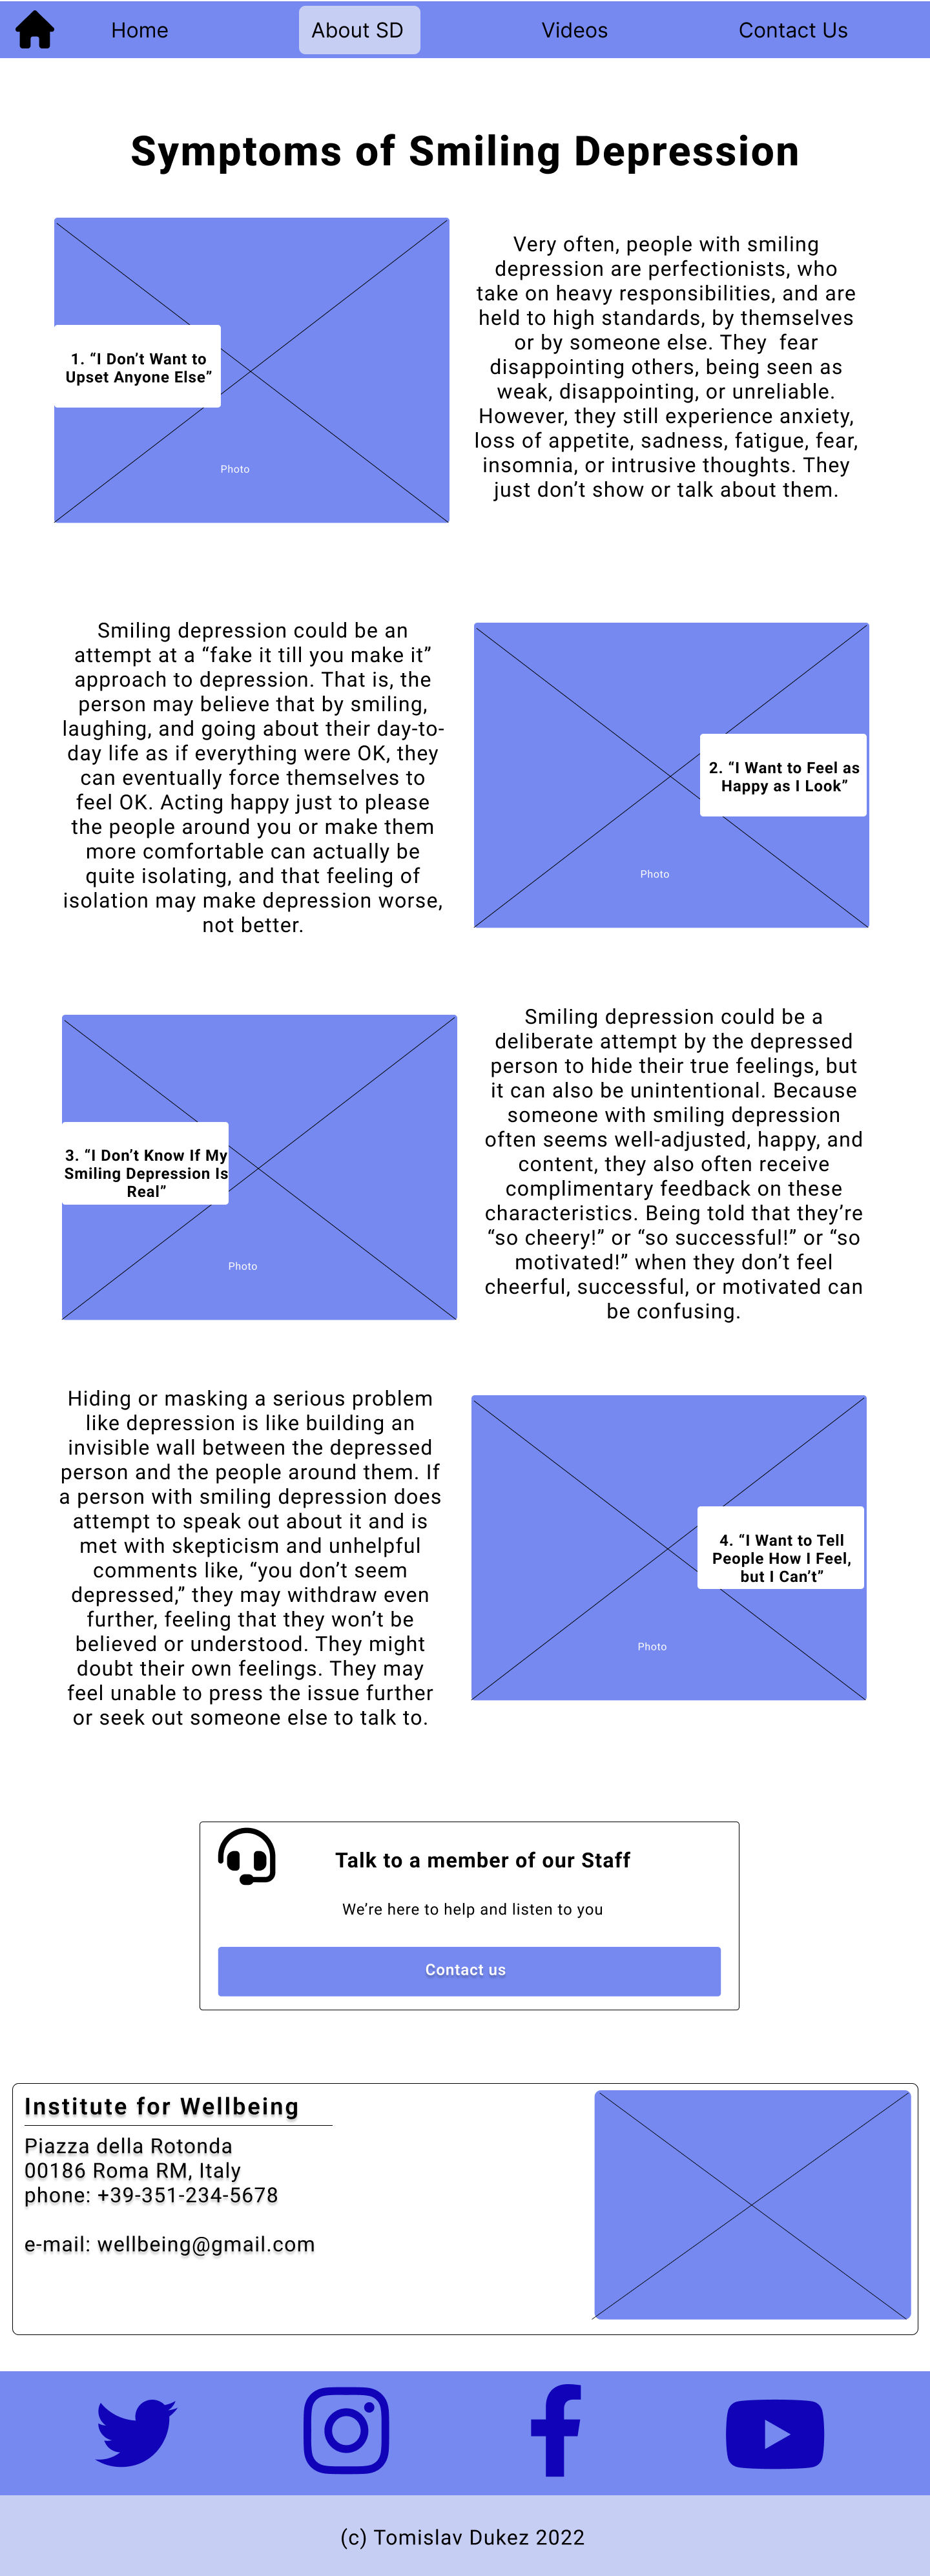 Home
About SD
Videos
Contact Us
Symptoms of Smiling Depression
1. “I Don’t Want to
Upset Anyone Else”
Photo
Very often, people with smiling
depression are perfectionists, who
take on heavy responsibilities, and are
held to high standards, by themselves
or by someone else. They  fear
disappointing others, being seen as
weak, disappointing, or unreliable.
However, they still experience anxiety,
loss of appetite, sadness, fatigue, fear,
insomnia, or intrusive thoughts. They
just don’t show or talk about them.
Smiling depression could be an
attempt at a “fake it till you make it”
approach to depression. That is, the
person may believe that by smiling,
laughing, and going about their day-to-
day life as if everything were OK, they
can eventually force themselves to
feel OK. Acting happy just to please
the people around you or make them
more comfortable can actually be
quite isolating, and that feeling of
isolation may make depression worse,
not better.
2. “I Want to Feel as
Happy as I Look”
Photo
3. “I Don’t Know If My
Smiling Depression Is
Real”
Photo
Smiling depression could be a
deliberate attempt by the depressed
person to hide their true feelings, but
it can also be unintentional. Because
someone with smiling depression
often seems well-adjusted, happy, and
content, they also often receive
complimentary feedback on these
characteristics. Being told that they’re
“so cheery!” or “so successful!” or “so
motivated!” when they don’t feel
cheerful, successful, or motivated can
be confusing.
Hiding or masking a serious problem
like depression is like building an
invisible wall between the depressed
person and the people around them. If
a person with smiling depression does
attempt to speak out about it and is
met with skepticism and unhelpful
comments like, “you don’t seem
depressed,” they may withdraw even
further, feeling that they won’t be
believed or understood. They might
doubt their own feelings. They may
feel unable to press the issue further
or seek out someone else to talk to.
4. “I Want to Tell
People How I Feel,
but I Can’t”
Photo
Talk to a member of our Staff
We’re here to help and listen to you
Contact us
Institute for Wellbeing
Piazza della Rotonda
00186 Roma RM, Italy
phone: +39-351-234-5678
e-mail: wellbeing@gmail.com
(c) Tomislav Dukez 2022